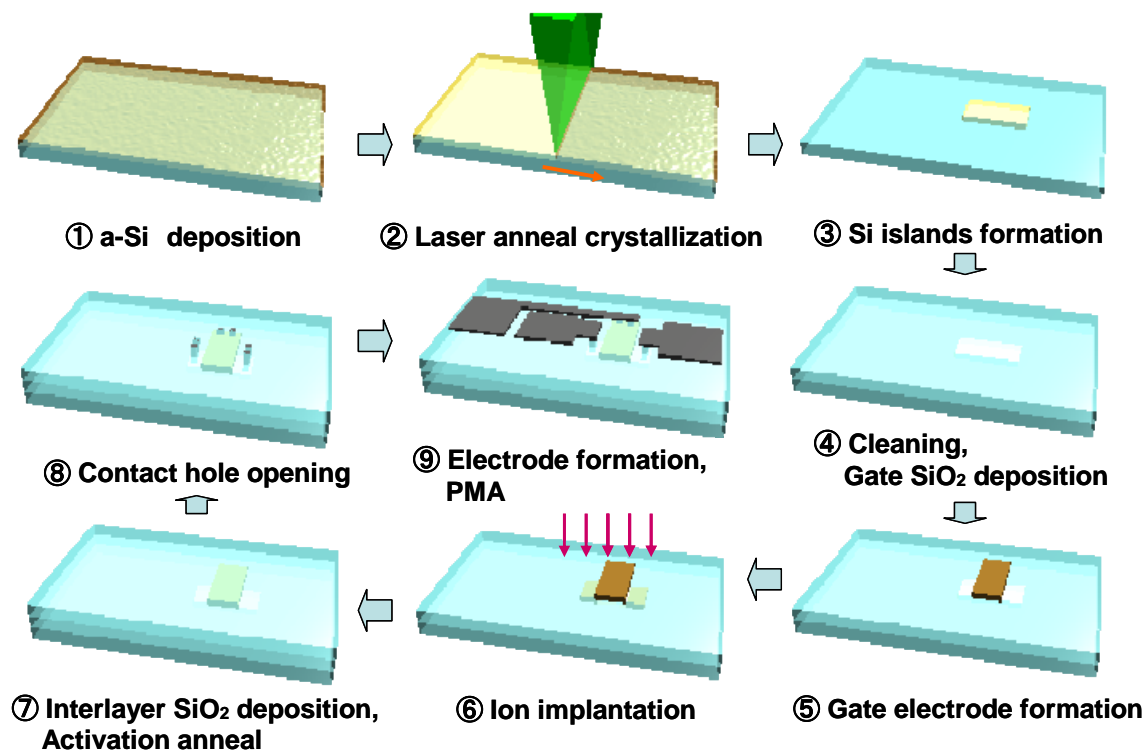 ① a-Si deposition
② Laser anneal crystallization
③ Si islands formation
④ Cleaning,
Gate SiO₂ deposition
⑤ Gate electrode formation
⑥ Ion implantation
⑦ Interlayer SiO₂ deposition,
Activation anneal
⑧ Contact hole opening
⑨ Electrode formation,
PMA